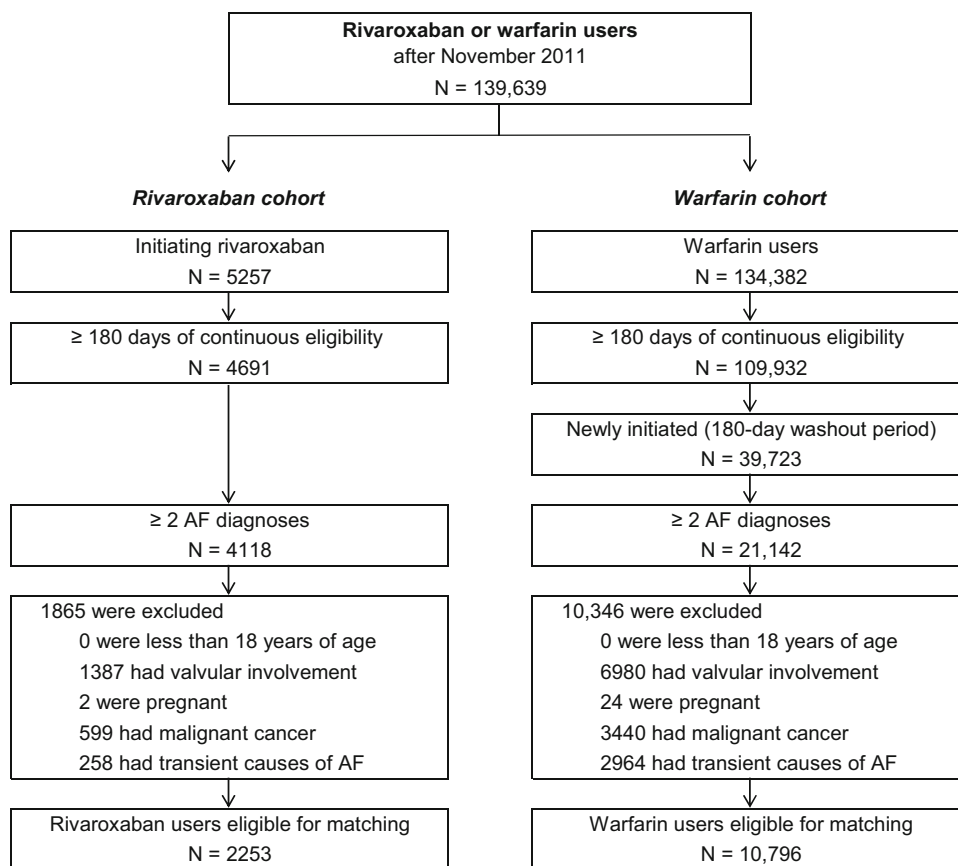 Rivaroxaban or warfarin users
after November 2011
N = 139,639
Rivaroxaban cohort
Initiating rivaroxaban
N = 5257
≥ 180 days of continuous eligibility
N = 4691
≥ 2 AF diagnoses
N = 4118
1865 were excluded
0 were less than 18 years of age
1387 had valvular involvement
2 were pregnant
599 had malignant cancer
258 had transient causes of AF
Rivaroxaban users eligible for matching
N = 2253
Warfarin cohort
Warfarin users
N = 134,382
≥ 180 days of continuous eligibility
N = 109,932
Newly initiated (180-day washout period)
N = 39,723
≥ 2 AF diagnoses
N = 21,142
10,346 were excluded
0 were less than 18 years of age
6980 had valvular involvement
24 were pregnant
3440 had malignant cancer
2964 had transient causes of AF
Warfarin users eligible for matching
N = 10,796